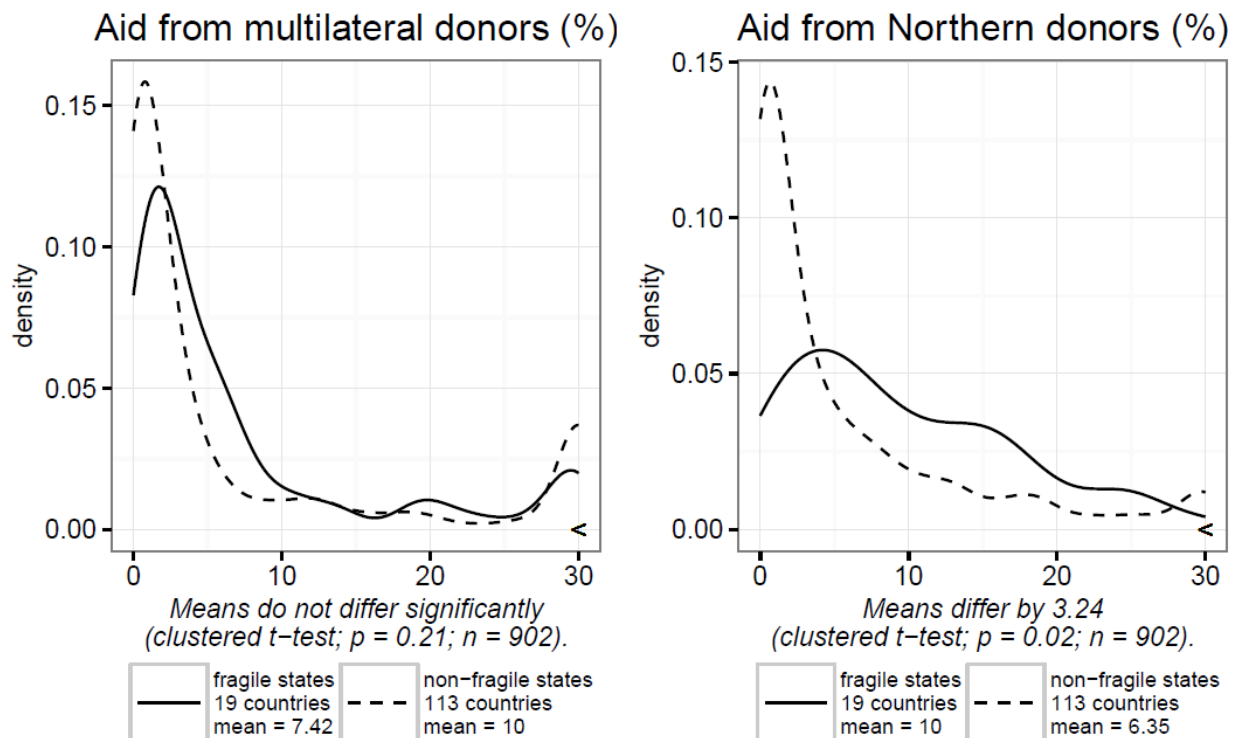 Aid from multilateral donors (%)
0.15
0.10
0.05
0.00
density
0 10 20 30
Means do not differ significantly
(clustered t−test; p = 0.21; n = 902).
fragile states
19 countries
mean = 7.42
non−fragile states
113 countries
mean = 10
Aid from Northern donors (%)
0.15
0.10
0.05
0.00
density
0 10 20 30
Means differ by 3.24
(clustered t−test; p = 0.02; n = 902).
fragile states
19 countries
mean = 10
non−fragile states
113 countries
mean = 6.35